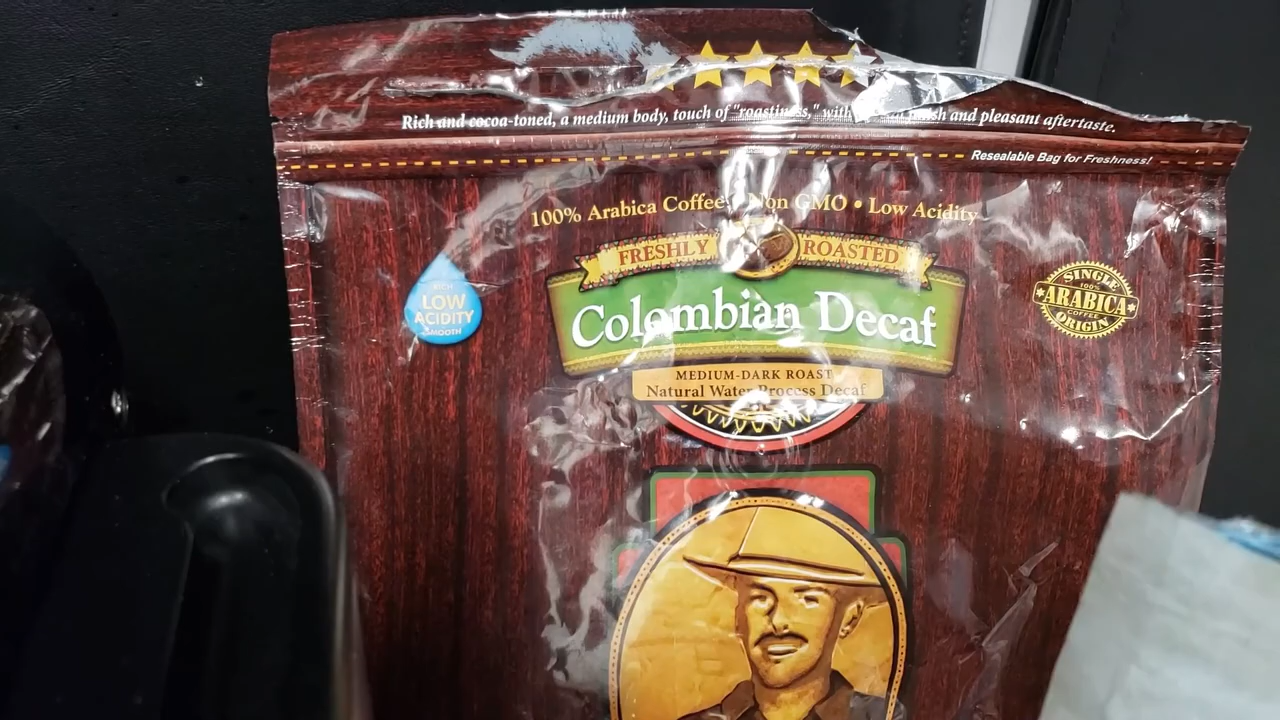 Rich and cocoa-toned, a medium body, touch of "roastiness," with finish and pleasant aftertaste.
Resealable Bag for Freshness!
100% Arabica Coffee • Non GMO • Low Acidity
FRESHLY ROASTED
RICH
LOW
ACIDITY
SMOOTH
Colombian Decaf
SINGLE
100%
ARABICA
COFFEE
ORIGIN
MEDIUM-DARK ROAST
Natural Water Process Decaf